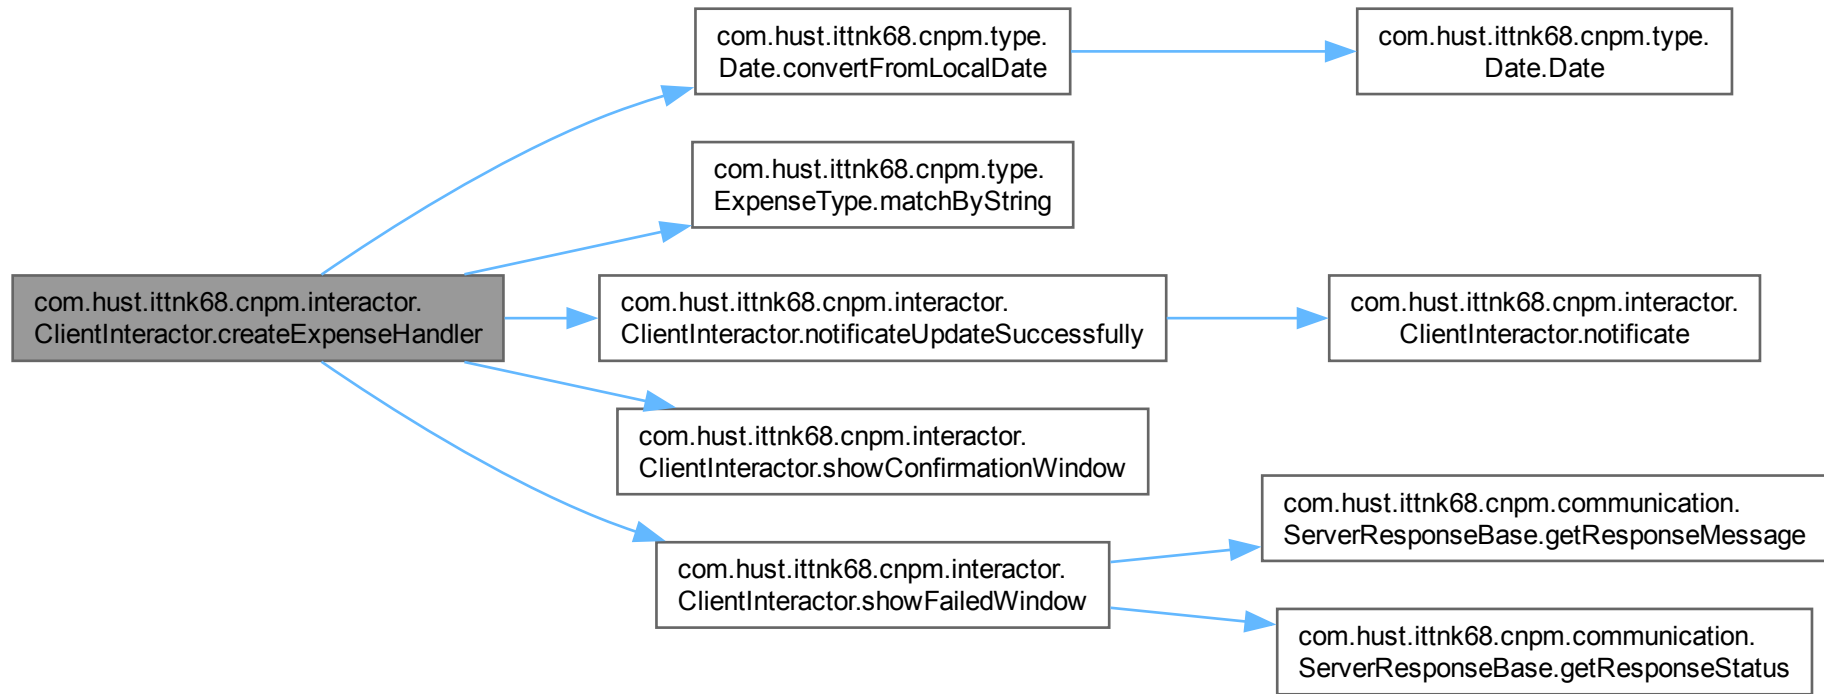 com.hust.ittnk68.cnpm.type.
Date.convertFromLocalDate
com.hust.ittnk68.cnpm.type.
Date.Date
com.hust.ittnk68.cnpm.type.
ExpenseType.matchByString
com.hust.ittnk68.cnpm.interactor.
ClientInteractor.createExpenseHandler
com.hust.ittnk68.cnpm.interactor.
ClientInteractor.notificateUpdateSuccessfully
com.hust.ittnk68.cnpm.interactor.
ClientInteractor.notificate
com.hust.ittnk68.cnpm.interactor.
ClientInteractor.showConfirmationWindow
com.hust.ittnk68.cnpm.interactor.
ClientInteractor.showFailedWindow
com.hust.ittnk68.cnpm.communication.
ServerResponseBase.getResponseMessage
com.hust.ittnk68.cnpm.communication.
ServerResponseBase.getResponseStatus